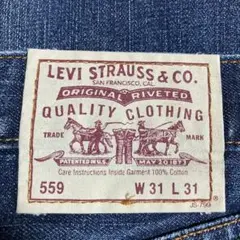 LEVI STRAUSS & CO.
SAN FRANCISCO, CAL.
ORIGINAL RIVETED
QUALITY CLOTHING
TRADE MARK
PATENTED IN U.S. MAY 20 1873
Care Instructions Inside Garment 100% Cotton
559 W 31 L 31